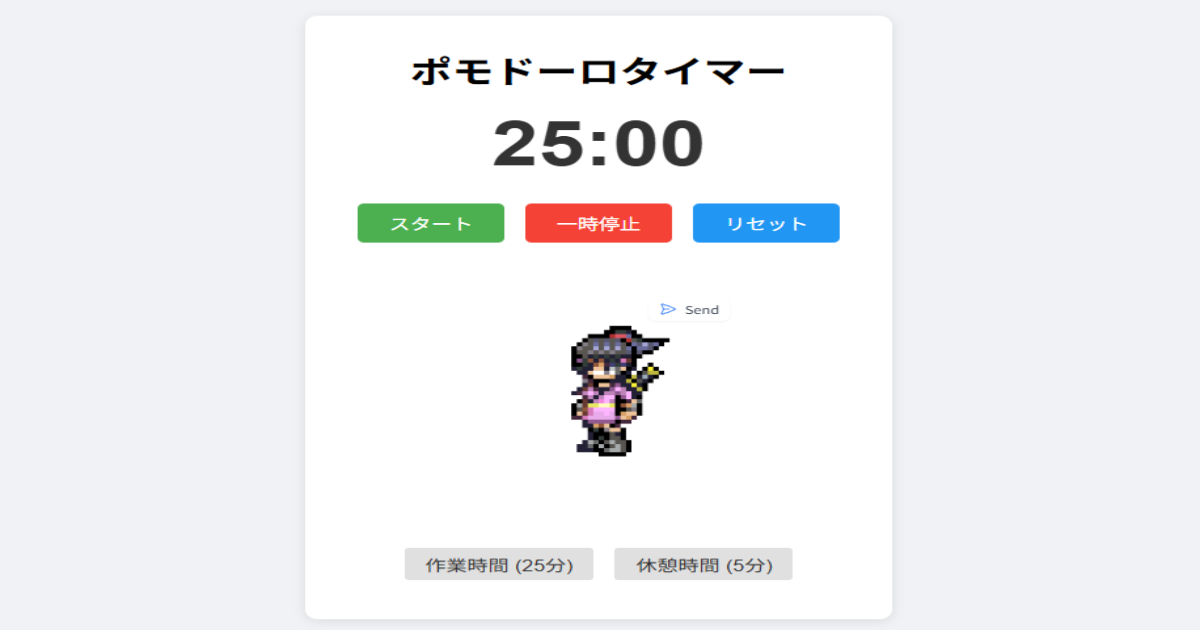 ポモドーロタイマー
25:00
スタート 一時停止 リセット
Send
作業時間 (25分) 休憩時間 (5分)